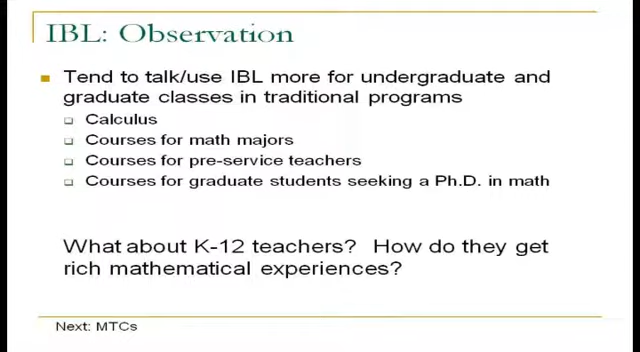 IBL: Observation
Tend to talk/use IBL more for undergraduate and
graduate classes in traditional programs
Calculus
Courses for math majors
Courses for pre-service teachers
Courses for graduate students seeking a Ph.D. in math
What about K-12 teachers? How do they get
rich mathematical experiences?
Next: MTCs